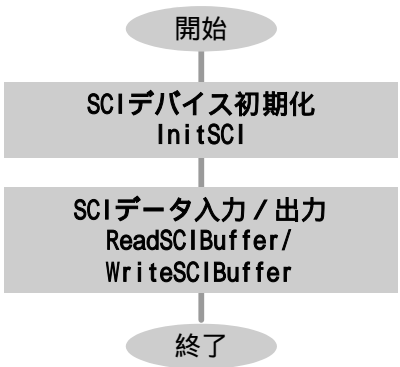 開始
SCIデバイス初期化
InitSCI
SCIデータ入力／出力
ReadSCIBuffer/
WriteSCIBuffer
終了